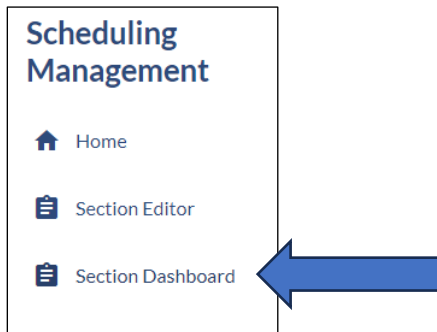 Scheduling
Management
Home
Section Editor
Section Dashboard